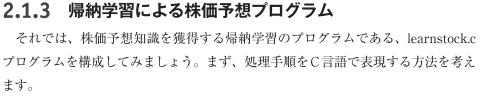 2.1.3　帰納学習による株価予想プログラム
　それでは、株価予想知識を獲得する帰納学習のプログラムである、learnstock.c
プログラムを構成してみましょう。まず、処理手順をC言語で表現する方法を考え
ます。